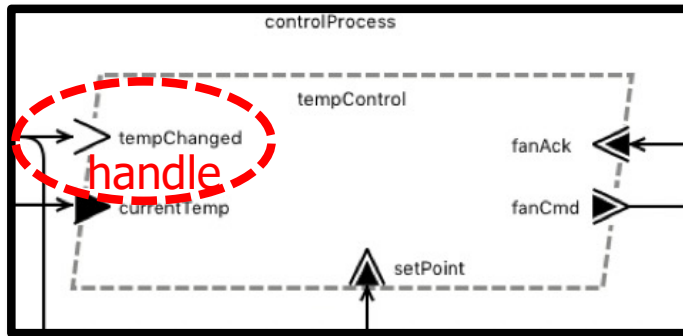 controlProcess
tempControl
tempChanged
fanAck
handle
currentTemp
fanCmd
setPoint